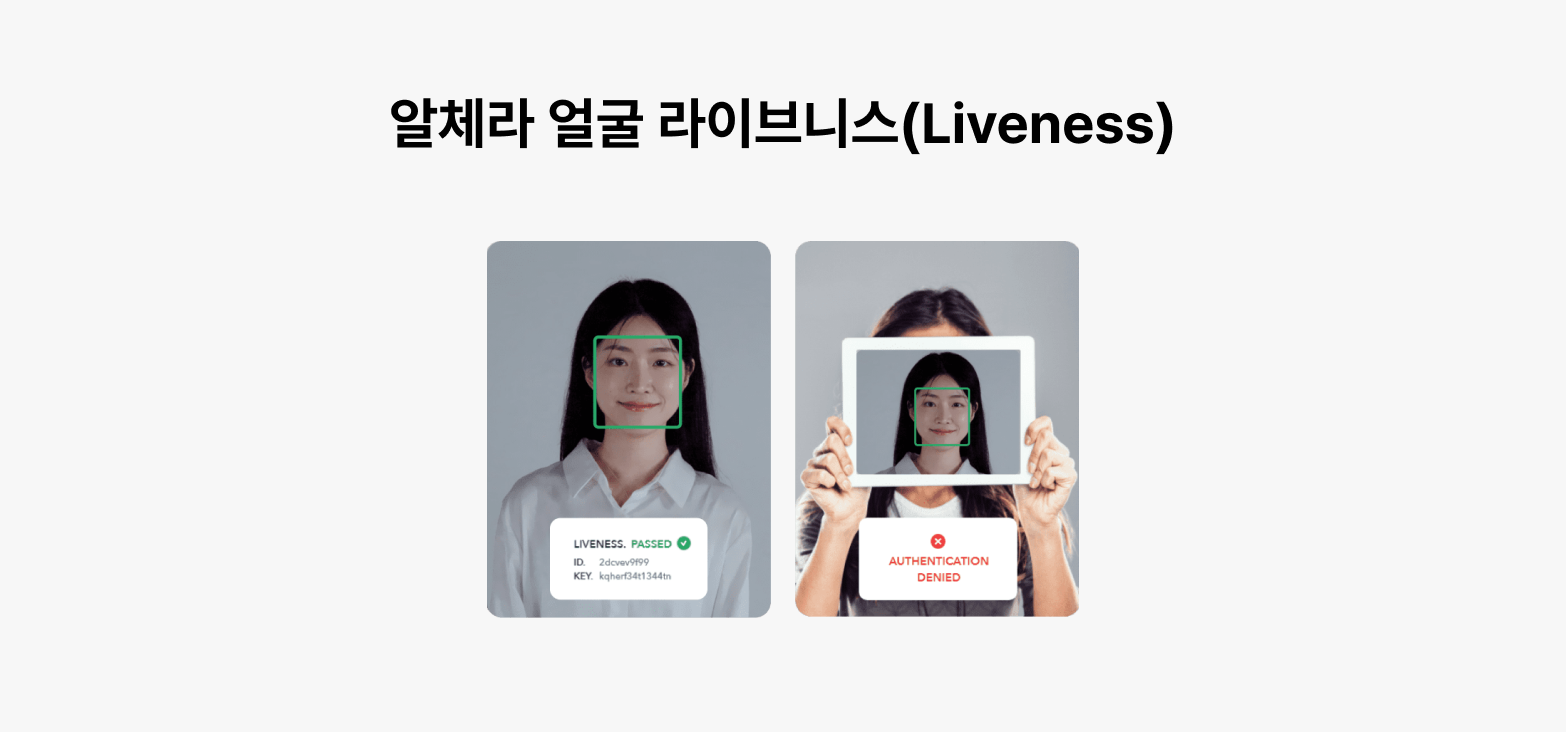 알체라 얼굴 라이브니스(Liveness)
LIVENESS. PASSED
ID. 2dcvev9f99
KEY. kqherf34t1344tn
AUTHENTICATION
DENIED